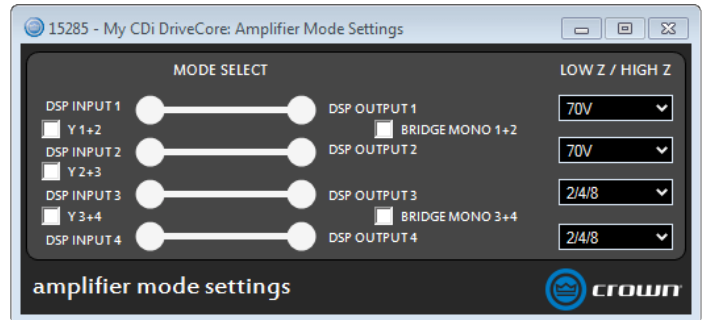 15285 - My CDi DriveCore: Amplifier Mode Settings
MODE SELECT
LOW Z / HIGH Z
DSP INPUT 1
DSP OUTPUT 1
70V
Y 1+2
BRIDGE MONO 1+2
DSP INPUT 2
DSP OUTPUT 2
70V
Y 2+3
DSP INPUT 3
DSP OUTPUT 3
2/4/8
Y 3+4
BRIDGE MONO 3+4
DSP INPUT 4
DSP OUTPUT 4
2/4/8
amplifier mode settings
crown